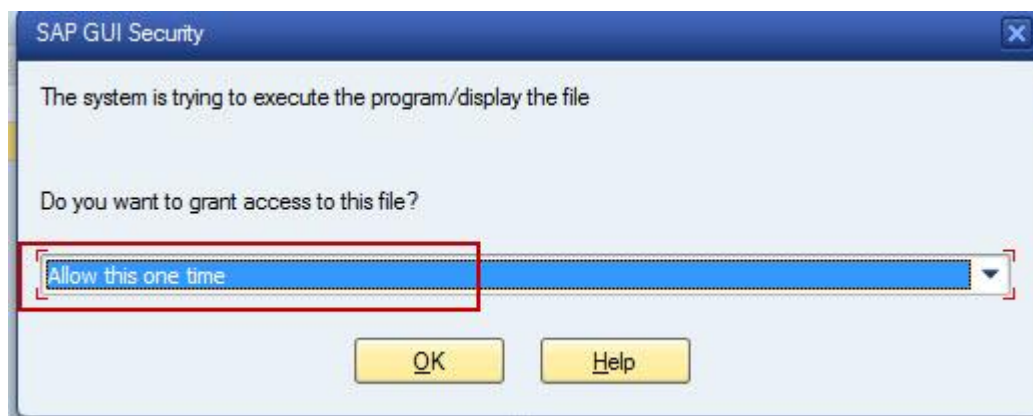 SAP GUI Security
The system is trying to execute the program/display the file
Do you want to grant access to this file?
Allow this one time
OK
Help